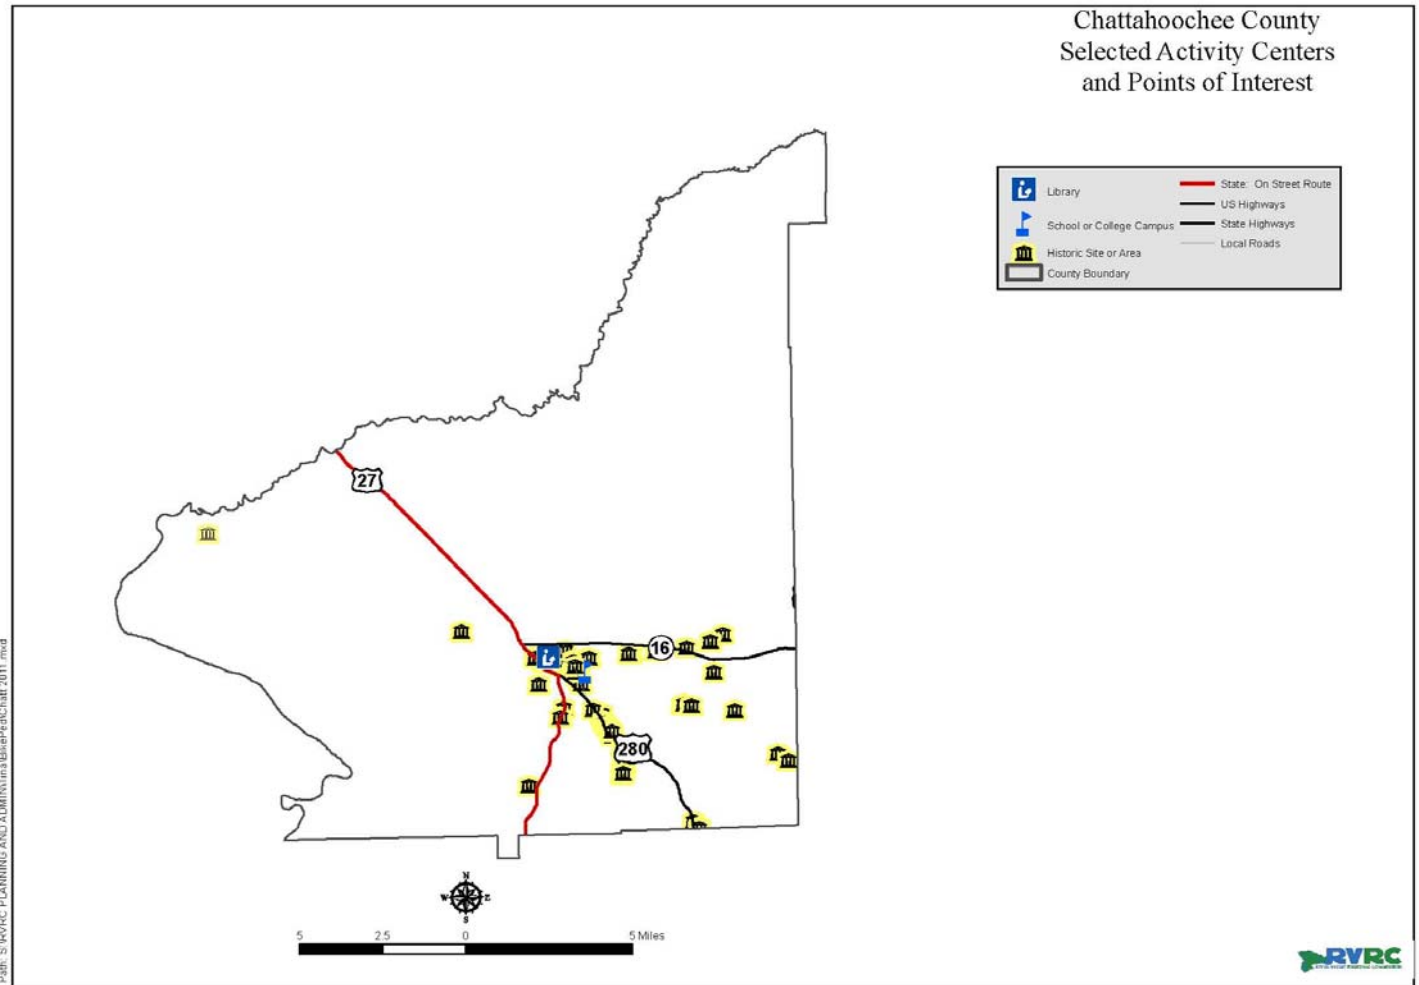 Chattahoochee County
Selected Activity Centers
and Points of Interest
Library
School or College Campus
Historic Site or Area
County Boundary
State: On Street Route
US Highways
State Highways
Local Roads
27
16
280
N
W E
S
5 2.5 0 5 Miles
RVRC